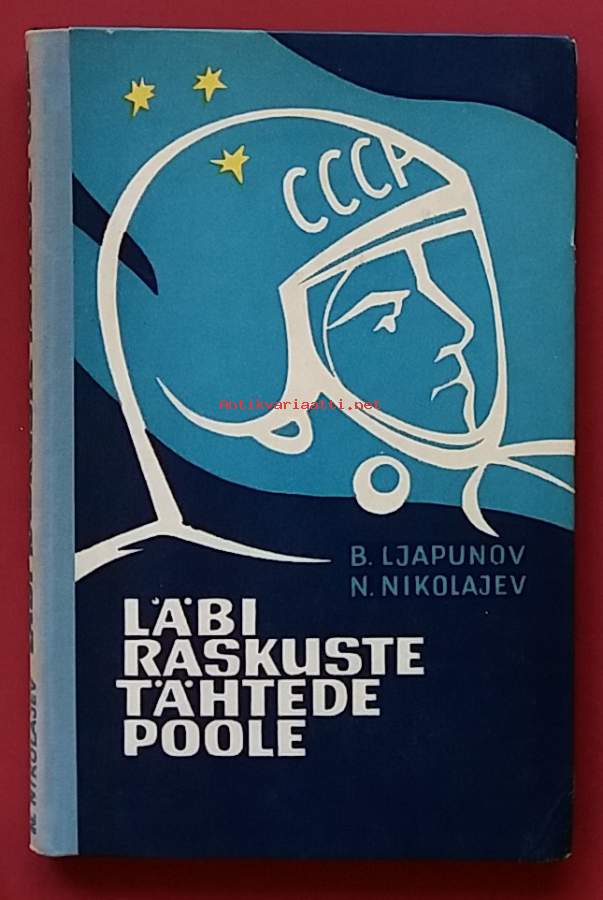 CCCP
Antikvariaatti.net
B. LJAPUNOV
N. NIKOLAJEV
LÄBI
RASKUSTE
TÄHTEDE
POOLE
N. NIKOLAJEV